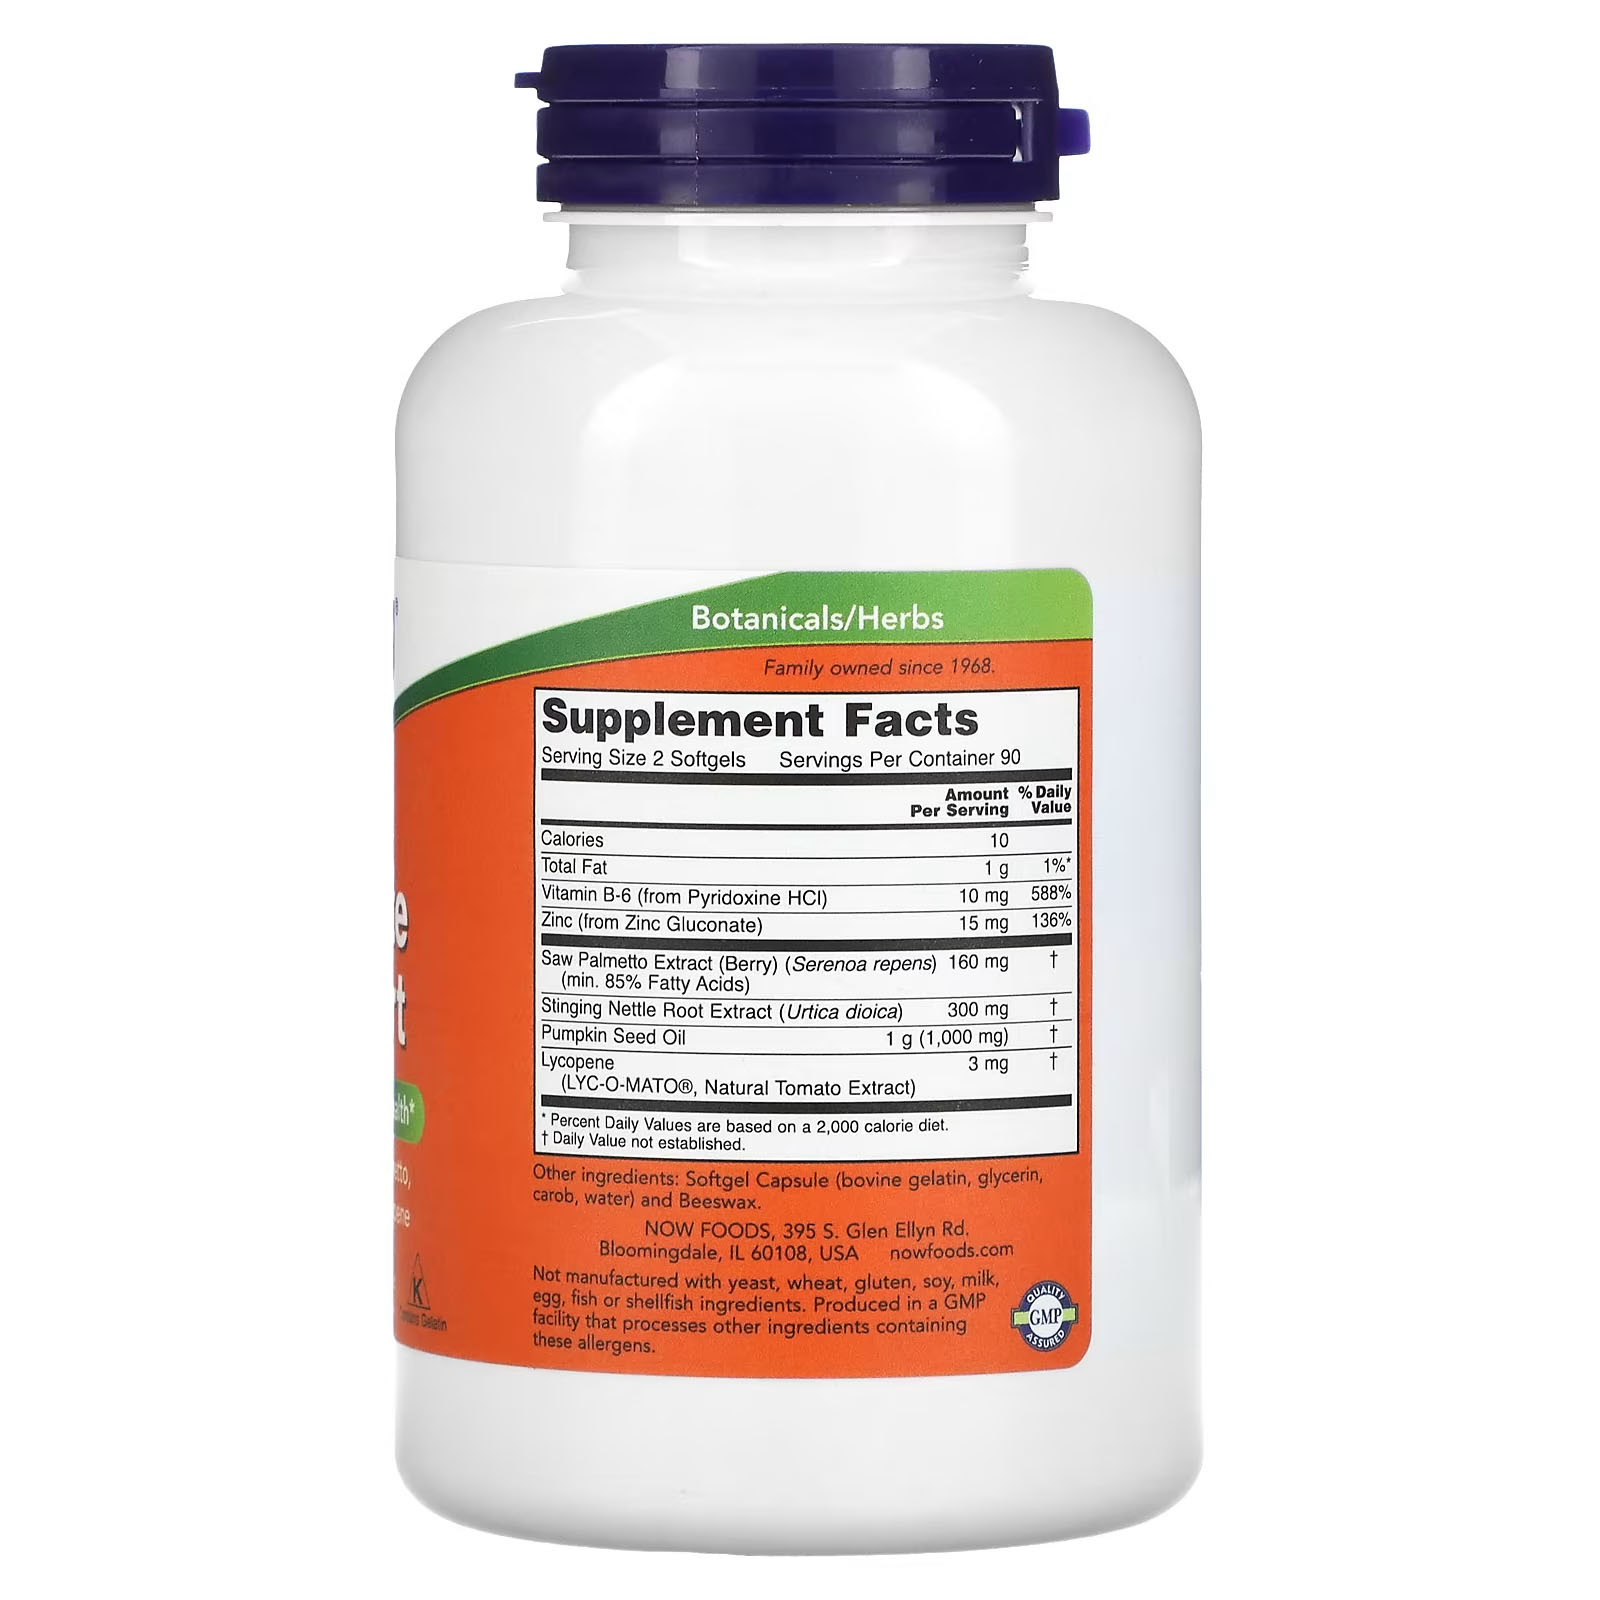 Botanicals/Herbs
Family owned since 1968.
Supplement Facts
Serving Size 2 Softgels Servings Per Container 90
Amount Per Serving % Daily Value
Calories 10
Total Fat 1 g 1%*
Vitamin B-6 (from Pyridoxine HCl) 10 mg 588%
Zinc (from Zinc Gluconate) 15 mg 136%
Saw Palmetto Extract (Berry) (Serenoa repens) 160 mg †
(min. 85% Fatty Acids)
Stinging Nettle Root Extract (Urtica dioica) 300 mg †
Pumpkin Seed Oil 1 g (1,000 mg) †
Lycopene 3 mg †
(LYC-O-MATO®, Natural Tomato Extract)
* Percent Daily Values are based on a 2,000 calorie diet.
† Daily Value not established.
Other ingredients: Softgel Capsule (bovine gelatin, glycerin,
carob, water) and Beeswax.
NOW FOODS, 395 S. Glen Ellyn Rd.
Bloomingdale, IL 60108, USA nowfoods.com
Not manufactured with yeast, wheat, gluten, soy, milk,
egg, fish or shellfish ingredients. Produced in a GMP
facility that processes other ingredients containing
these allergens.
QUALITY
GMP
ASSURED
K
Contains Gelatin